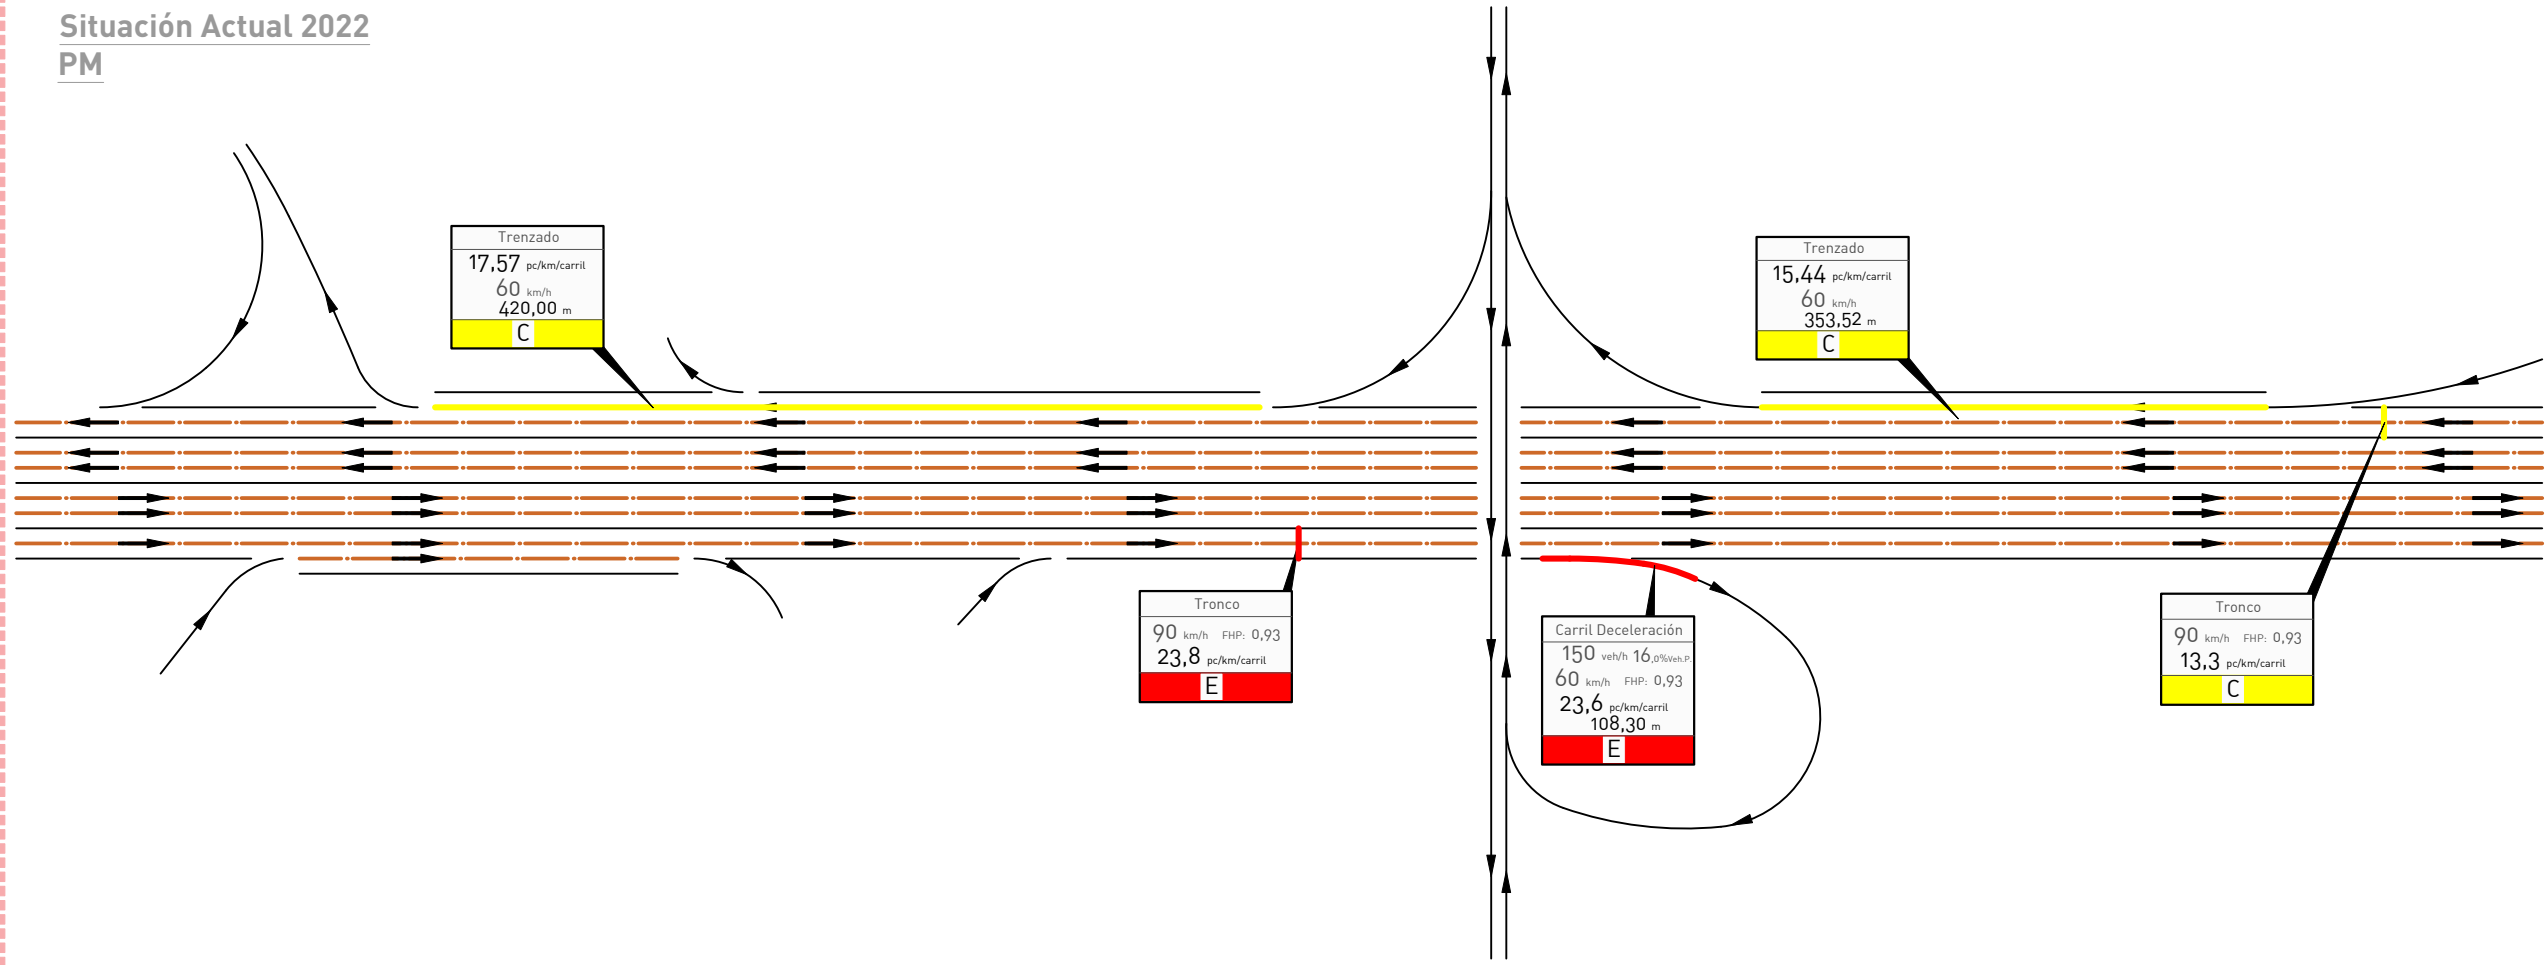 Situación Actual 2022
PM
Trenzado
17,57 pc/km/carril
60 km/h
420,00 m
C
Trenzado
15,44 pc/km/carril
60 km/h
353,52 m
C
Tronco
90 km/h FHP: 0,93
23,8 pc/km/carril
E
Carril Deceleración
150 veh/h 16,0%Veh.P.
60 km/h FHP: 0,93
23,6 pc/km/carril
108,30 m
E
Tronco
90 km/h FHP: 0,93
13,3 pc/km/carril
C